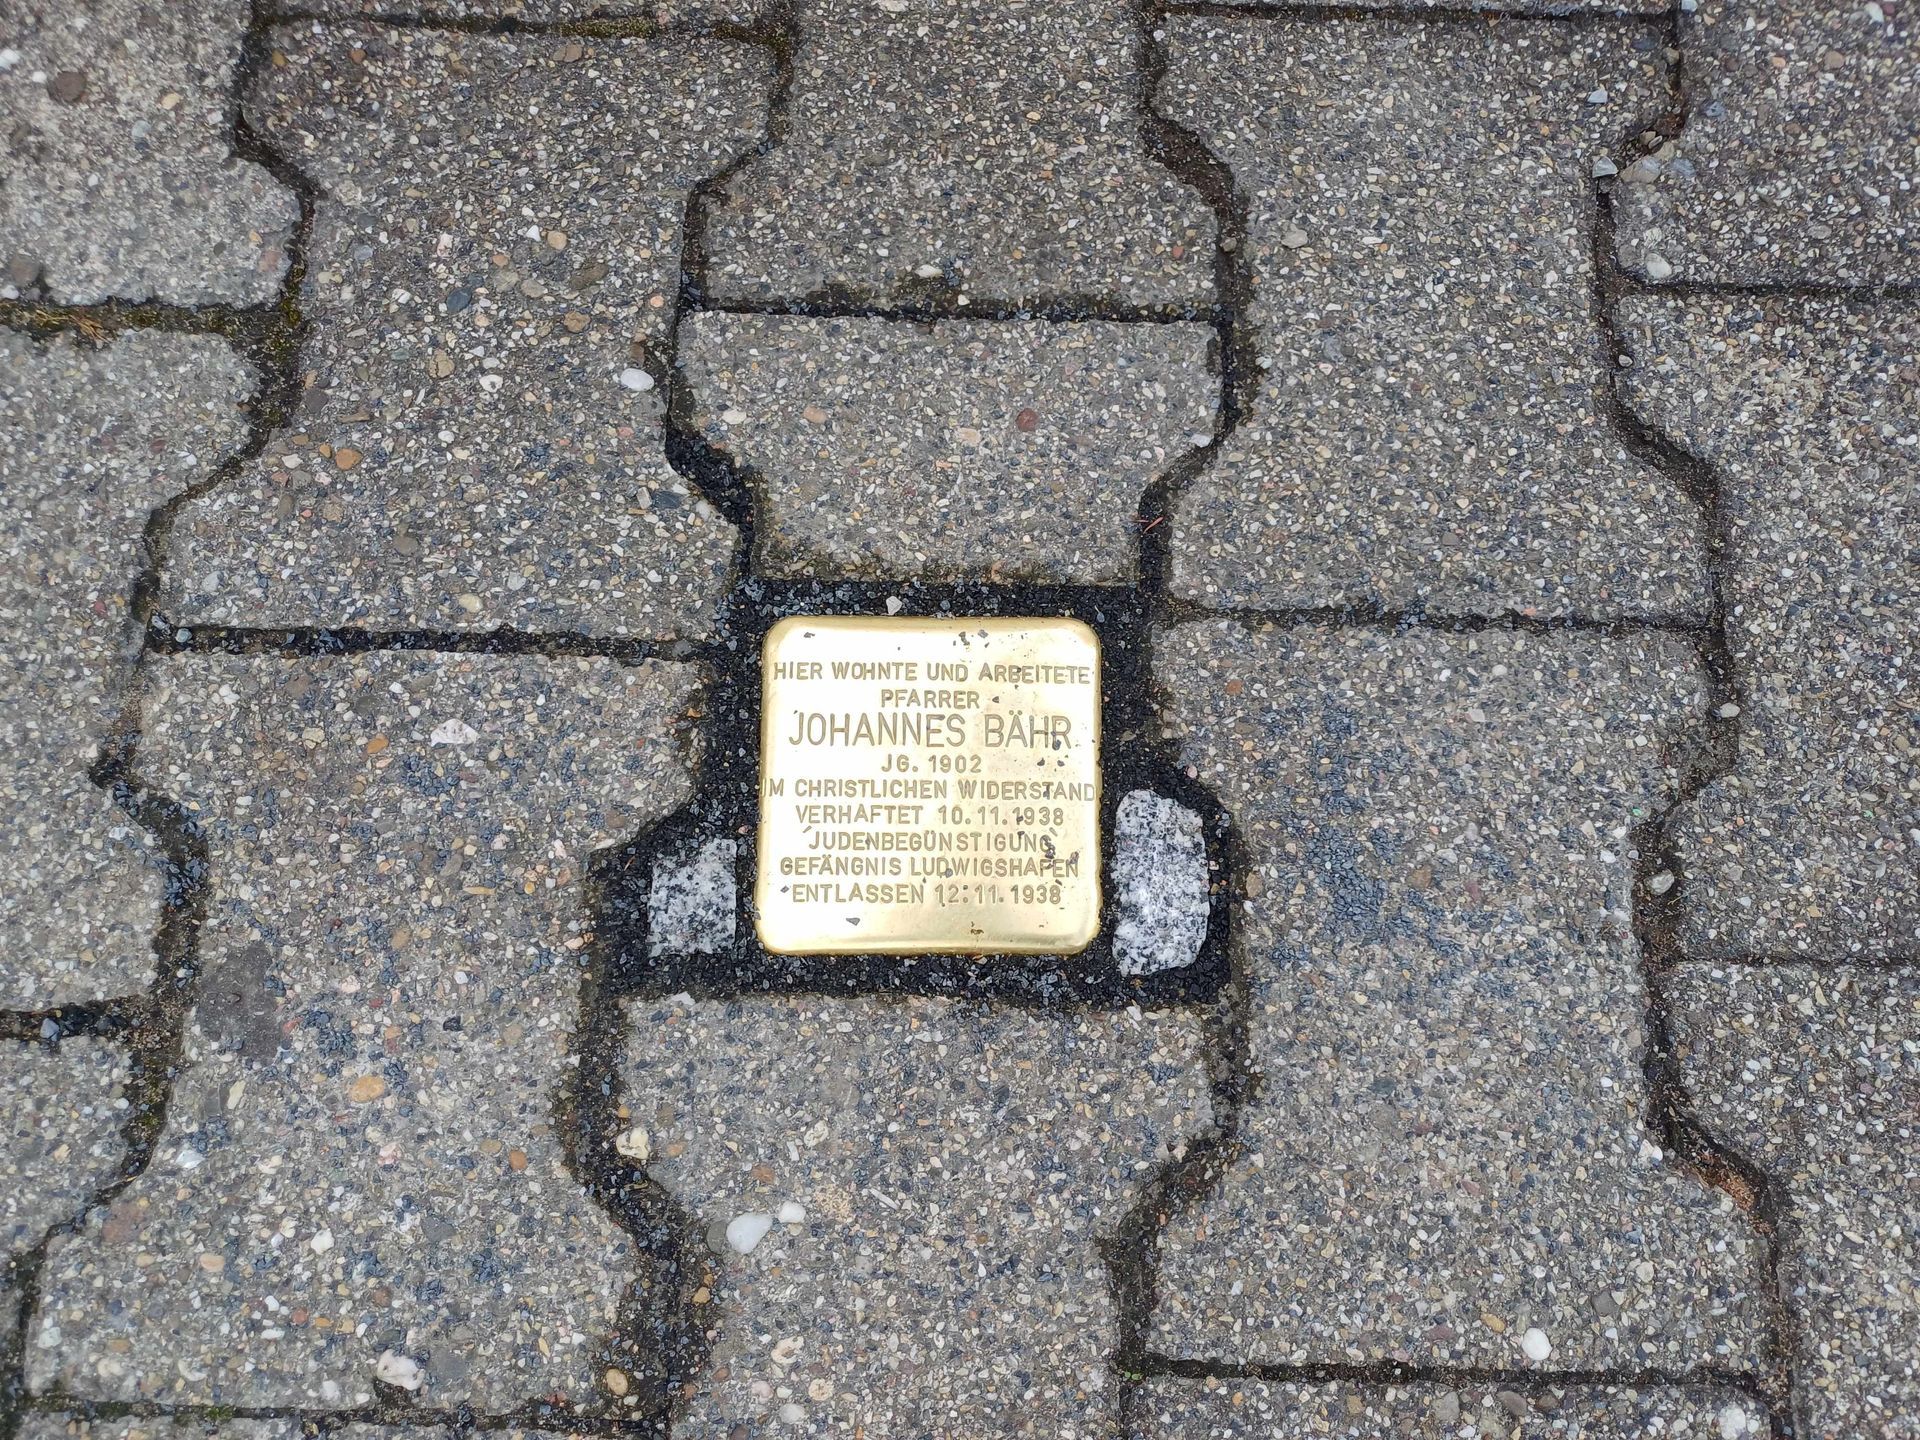 HIER WOHNTE UND ARBEITETE
PFARRER
JOHANNES BÄHR
JG. 1902
IM CHRISTLICHEN WIDERSTAND
VERHAFTET 10.11.1938
'JUDENBEGÜNSTIGUNG'
GEFÄNGNIS LUDWIGSHAFEN
ENTLASSEN 12.11.1938